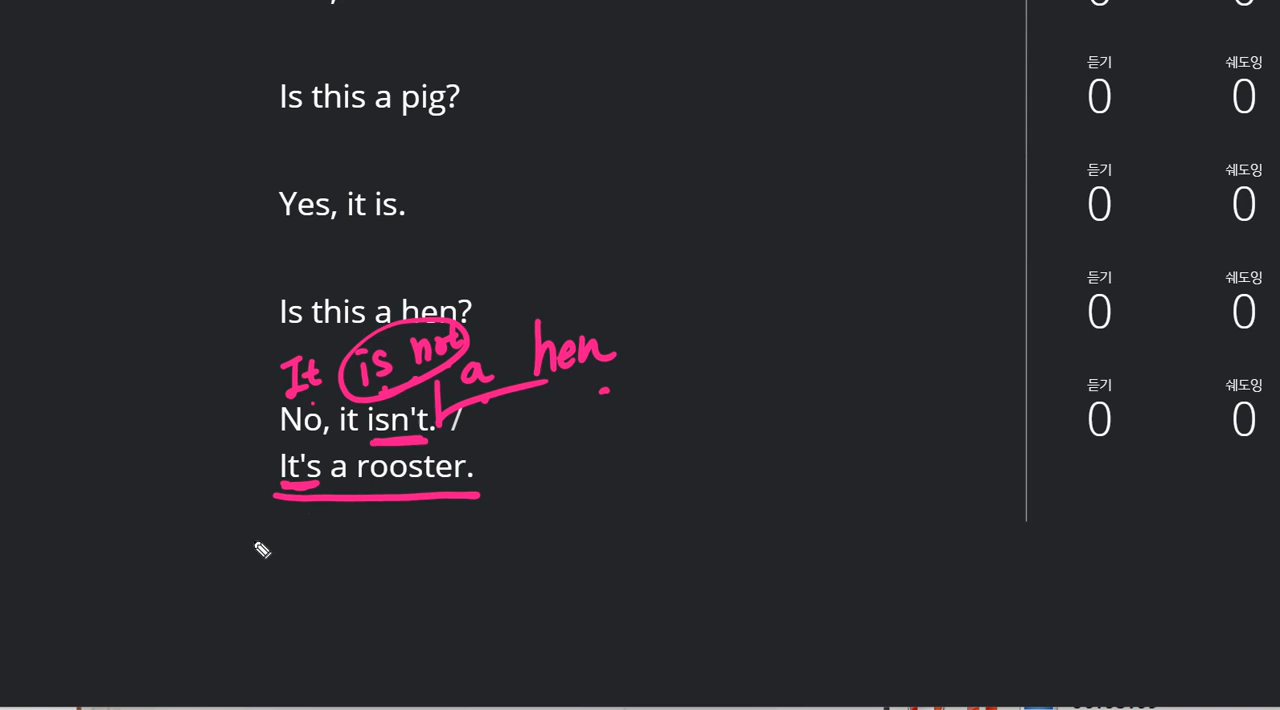 듣기 쉐도잉
Is this a pig? 0 0
듣기 쉐도잉
Yes, it is. 0 0
듣기 쉐도잉
Is this a hen? 0 0
It is not a hen.
듣기 쉐도잉
No, it isn't. / 0 0
It's a rooster.